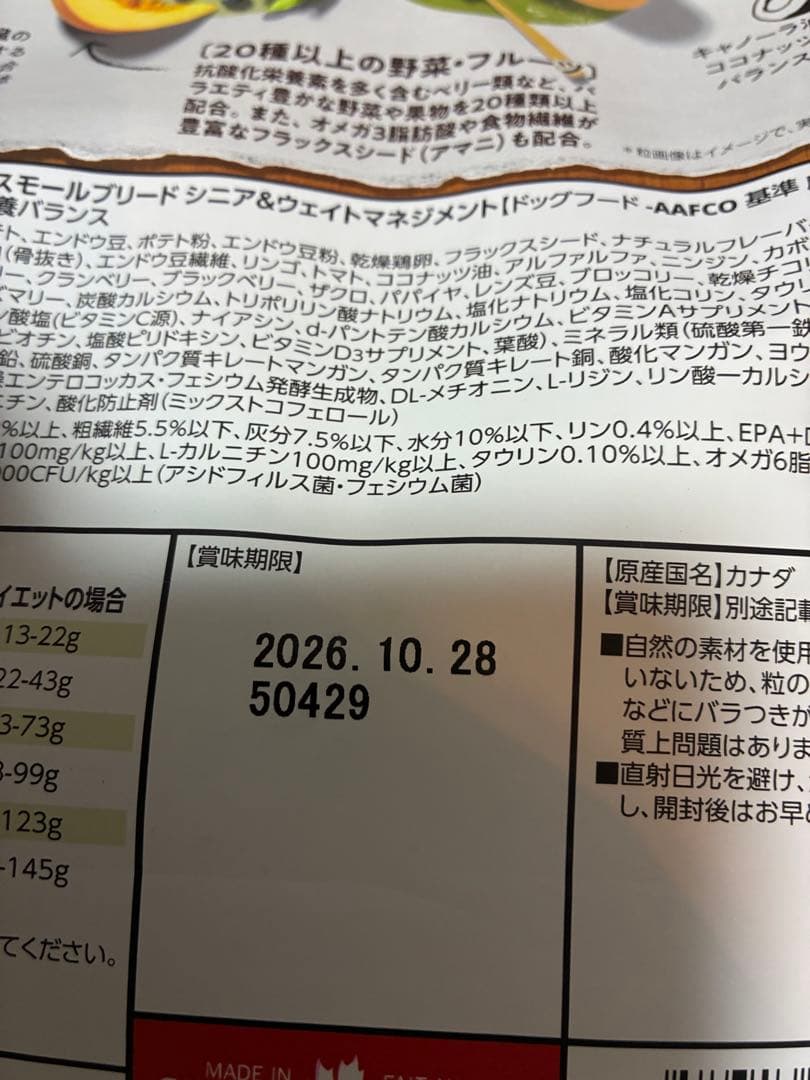 〔20種以上の野菜・フルーツ〕
抗酸化栄養素を多く含むベリー類など、バ
ラエティ豊かな野菜や果物を20種類以上
配合。また、オメガ3脂肪酸や食物繊維が
豊富なフラックスシード(アマニ)も配合。
キャノーラ油
ココナッツ
バランス
*粒画像はイメージで、実
スモールブリード シニア&ウェイトマネジメント【ドッグフード -AAFCO 基準
養バランス
テト、エンドウ豆、ポテト粉、エンドウ豆粉、乾燥鶏卵、フラックスシード、ナチュラルフレーバ
(骨抜き)、エンドウ豆繊維、リンゴ、トマト、ココナッツ油、アルファルファ、ニンジン、カボ
リー、クランベリー、ブラックベリー、ザクロ、パパイヤ、レンズ豆、ブロッコリー、乾燥チコリ
ズマリー、炭酸カルシウム、トリポリリン酸ナトリウム、塩化ナトリウム、塩化コリン、タウリ
ン酸塩(ビタミンC源)、ナイアシン、d-パントテン酸カルシウム、ビタミンAサプリメント
ビオチン、塩酸ピリドキシン、ビタミンD3サプリメント、葉酸)、ミネラル類(硫酸第一鉄
鉛、硫酸銅、タンパク質キレートマンガン、タンパク質キレート銅、酸化マンガン、ヨウ
エンテロコッカス・フェシウム発酵生成物、DL-メチオニン、L-リジン、リン酸一カルシ
ニチン、酸化防止剤(ミックストコフェロール)
%以上、粗繊維5.5%以下、灰分7.5%以下、水分10%以下、リン0.4%以上、EPA+D
100mg/kg以上、L-カルニチン100mg/kg以上、タウリン0.10%以上、オメガ6脂
000CFU/kg以上(アシドフィルス菌・フェシウム菌)
イエットの場合
13-22g
22-43g
3-73g
-99g
123g
-145g
てください。
【賞味期限】
2026. 10. 28
50429
【原産国名】カナダ
【賞味期限】別途記載
■自然の素材を使用
いないため、粒の
などにバラつきが
質上問題はありま
■直射日光を避け、
し、開封後はお早め
MADE IN